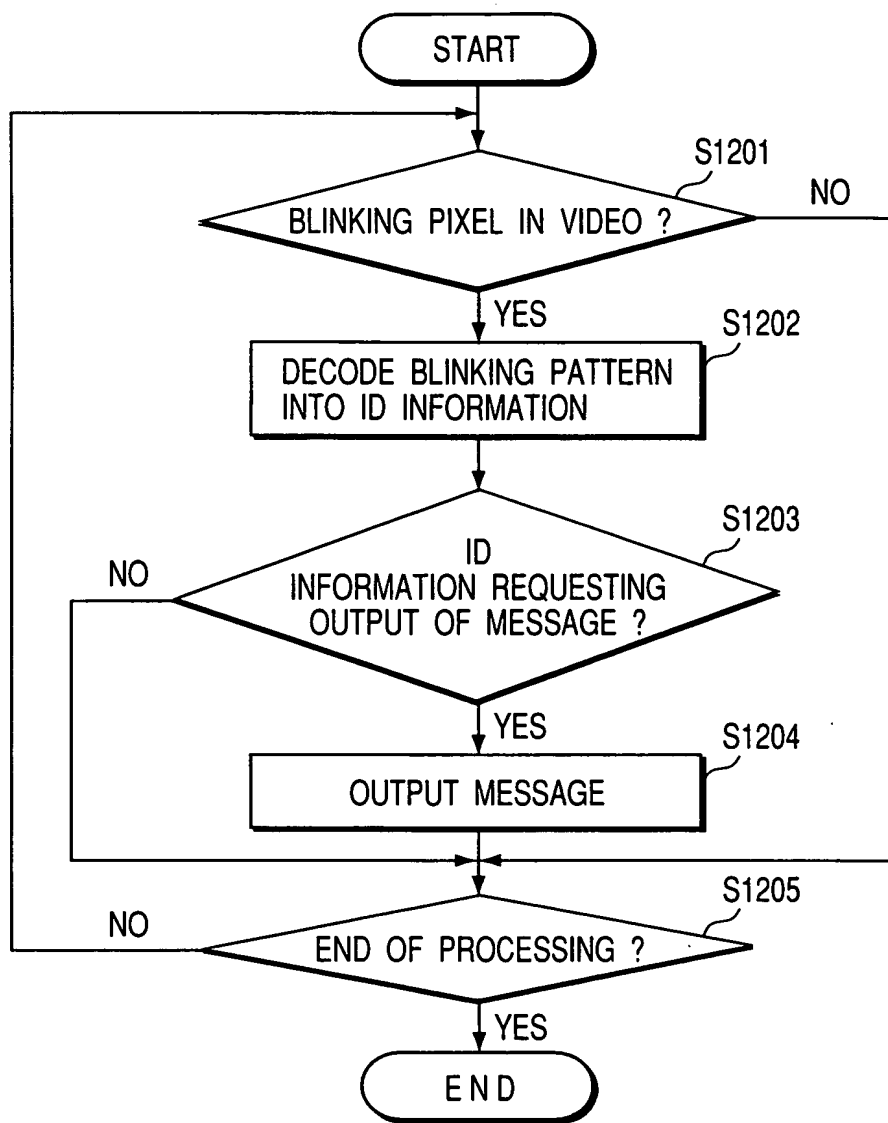 START
S1201
BLINKING PIXEL IN VIDEO ?
NO
YES
S1202
DECODE BLINKING PATTERN
INTO ID INFORMATION
S1203
ID
INFORMATION REQUESTING
OUTPUT OF MESSAGE ?
NO
YES
S1204
OUTPUT MESSAGE
S1205
NO
END OF PROCESSING ?
YES
END